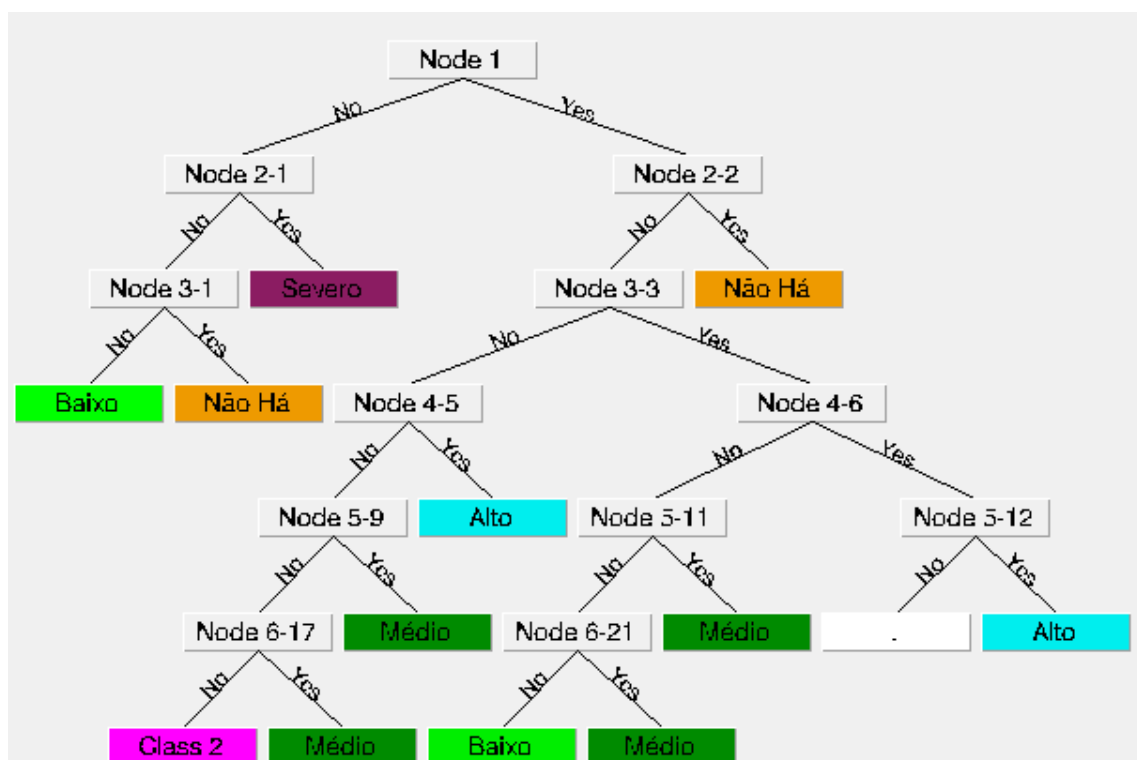 Node 1
No Yes
Node 2-1 Node 2-2
No Yes No Yes
Node 3-1 Severo Node 3-3 Não Há
No Yes No Yes
Baixo Não Há Node 4-5 Node 4-6
No Yes No Yes
Node 5-9 Alto Node 5-11 Node 5-12
No Yes No Yes No Yes
Node 6-17 Médio Node 6-21 Médio . Alto
No Yes No Yes
Class 2 Médio Baixo Médio